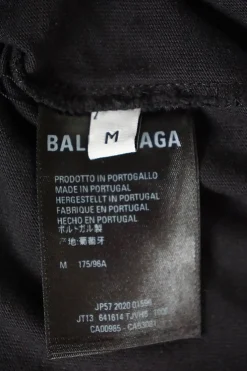 M
BAL AGA
PRODOTTO IN PORTOGALLO
MADE IN PORTUGAL
HERGESTELLT IN PORTUGAL
FABRIQUE EN PORTUGAL
HECHO EN PORTUGAL
ポルトガル製
产地:葡萄牙
M 175/96A
JP57 2020
JT13 641614